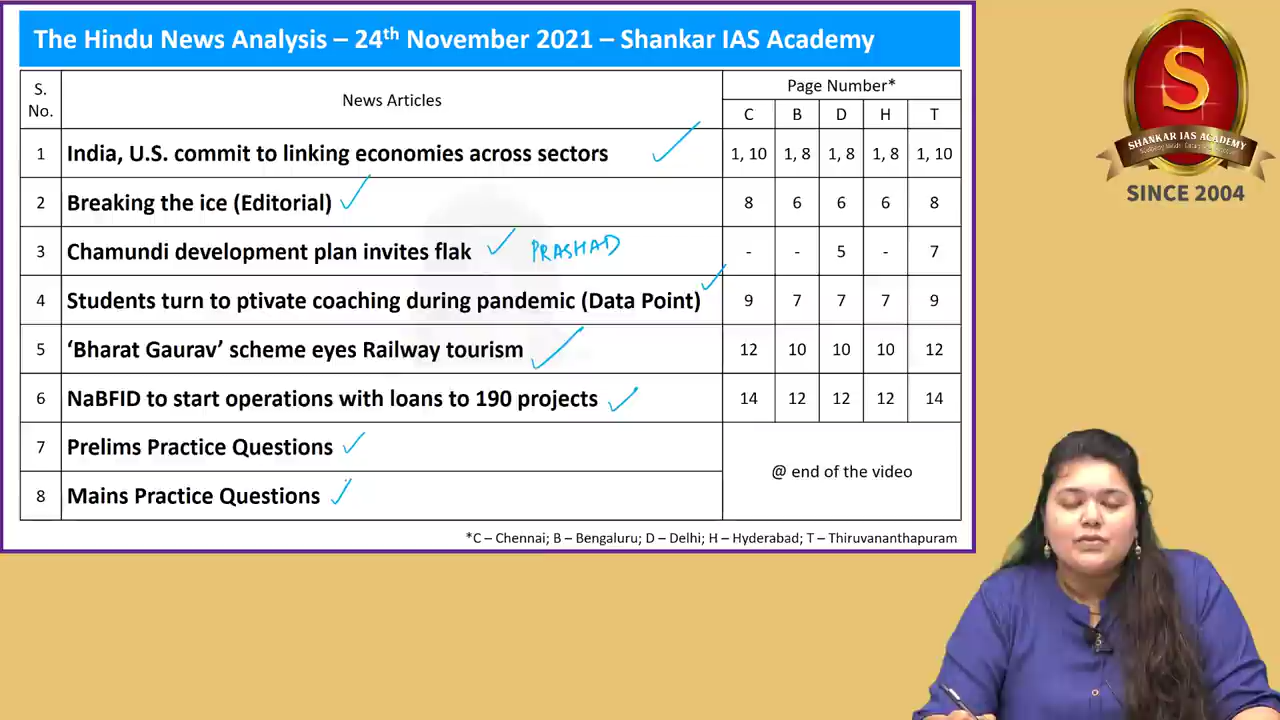 The Hindu News Analysis – 24th November 2021 – Shankar IAS Academy
S. No. News Articles Page Number*
C B D H T
1 India, U.S. commit to linking economies across sectors 1, 10 1, 8 1, 8 1, 8 1, 10
2 Breaking the ice (Editorial) 8 6 6 6 8
3 Chamundi development plan invites flak PRASHAD - - 5 - 7
4 Students turn to ptivate coaching during pandemic (Data Point) 9 7 7 7 9
5 ‘Bharat Gaurav’ scheme eyes Railway tourism 12 10 10 10 12
6 NaBFID to start operations with loans to 190 projects 14 12 12 12 14
7 Prelims Practice Questions @ end of the video
8 Mains Practice Questions
*C – Chennai; B – Bengaluru; D – Delhi; H – Hyderabad; T – Thiruvananthapuram
S
SHANKAR IAS ACADEMY
SINCE 2004